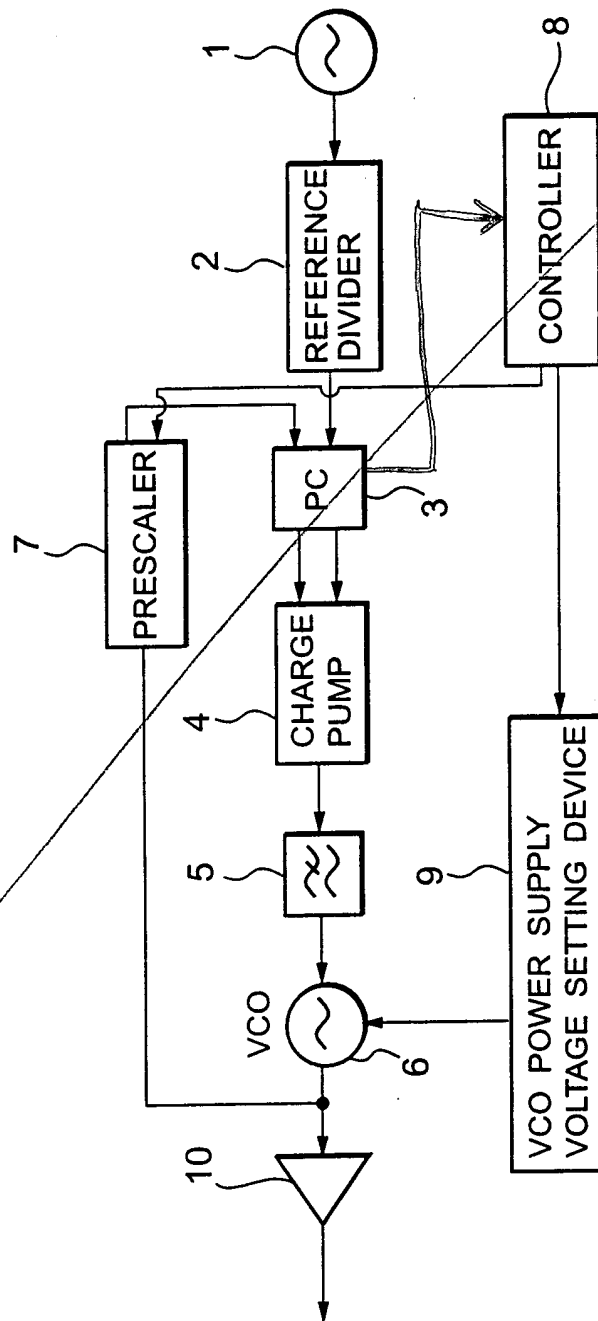 1
2
REFERENCE
DIVIDER
7
PRESCALER
PC
3
4
CHARGE
PUMP
5
VCO
6
10
8
CONTROLLER
9
VCO POWER SUPPLY
VOLTAGE SETTING DEVICE